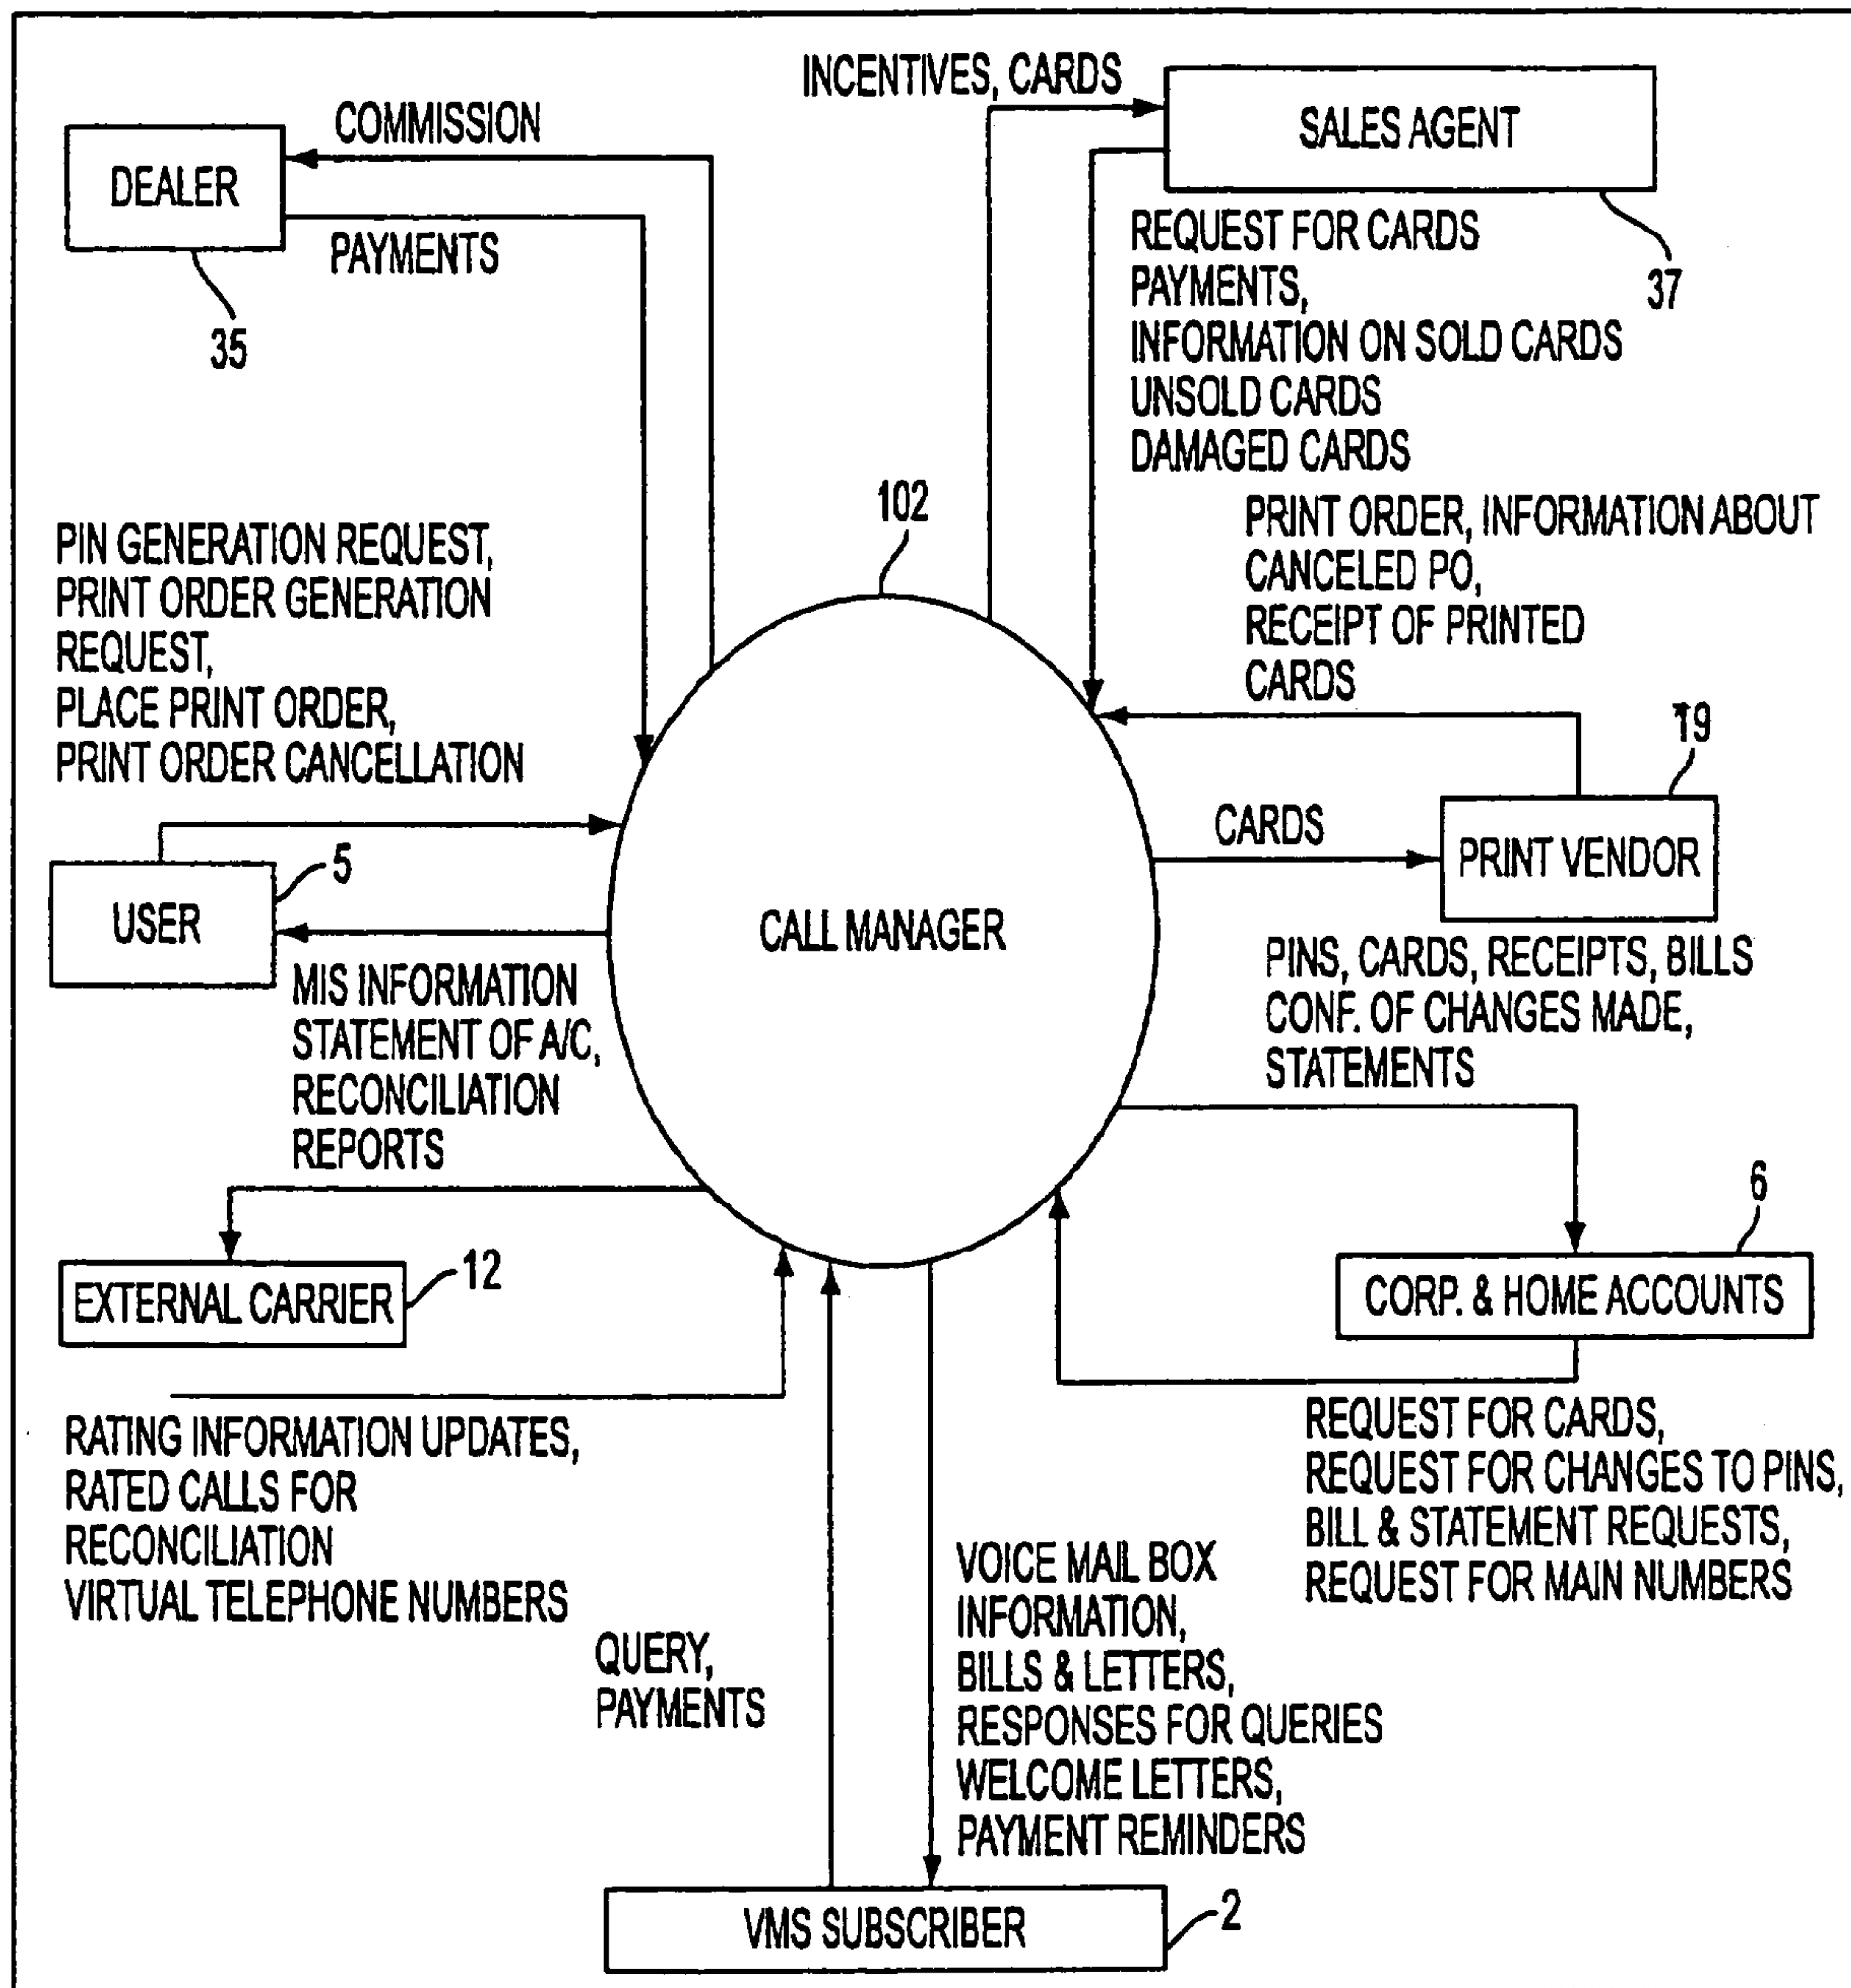 INCENTIVES, CARDS
SALES AGENT
37
COMMISSION
DEALER
PAYMENTS
35
REQUEST FOR CARDS
PAYMENTS,
INFORMATION ON SOLD CARDS
UNSOLD CARDS
DAMAGED CARDS
102
PRINT ORDER, INFORMATION ABOUT
CANCELED PO,
RECEIPT OF PRINTED
CARDS
PIN GENERATION REQUEST,
PRINT ORDER GENERATION
REQUEST,
PLACE PRINT ORDER,
PRINT ORDER CANCELLATION
19
CARDS
PRINT VENDOR
5
USER
CALL MANAGER
MIS INFORMATION
STATEMENT OF A/C,
RECONCILIATION
REPORTS
PINS, CARDS, RECEIPTS, BILLS
CONF. OF CHANGES MADE,
STATEMENTS
6
EXTERNAL CARRIER
12
CORP. & HOME ACCOUNTS
RATING INFORMATION UPDATES,
RATED CALLS FOR
RECONCILIATION
VIRTUAL TELEPHONE NUMBERS
REQUEST FOR CARDS,
REQUEST FOR CHANGES TO PINS,
BILL & STATEMENT REQUESTS,
REQUEST FOR MAIN NUMBERS
QUERY,
PAYMENTS
VOICE MAIL BOX
INFORMATION,
BILLS & LETTERS,
RESPONSES FOR QUERIES
WELCOME LETTERS,
PAYMENT REMINDERS
VMS SUBSCRIBER
2